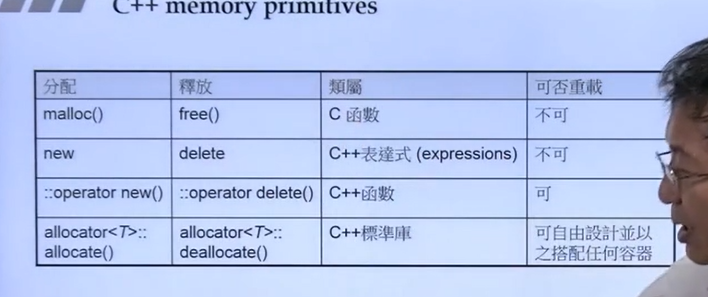 C++ memory primitives
分配 釋放 類屬 可否重載
malloc() free() C 函數 不可
new delete C++表達式 (expressions) 不可
::operator new() ::operator delete() C++函數 可
allocator<T>:: allocator<T>:: C++標準庫 可自由設計並以
allocate() deallocate() 之搭配任何容器